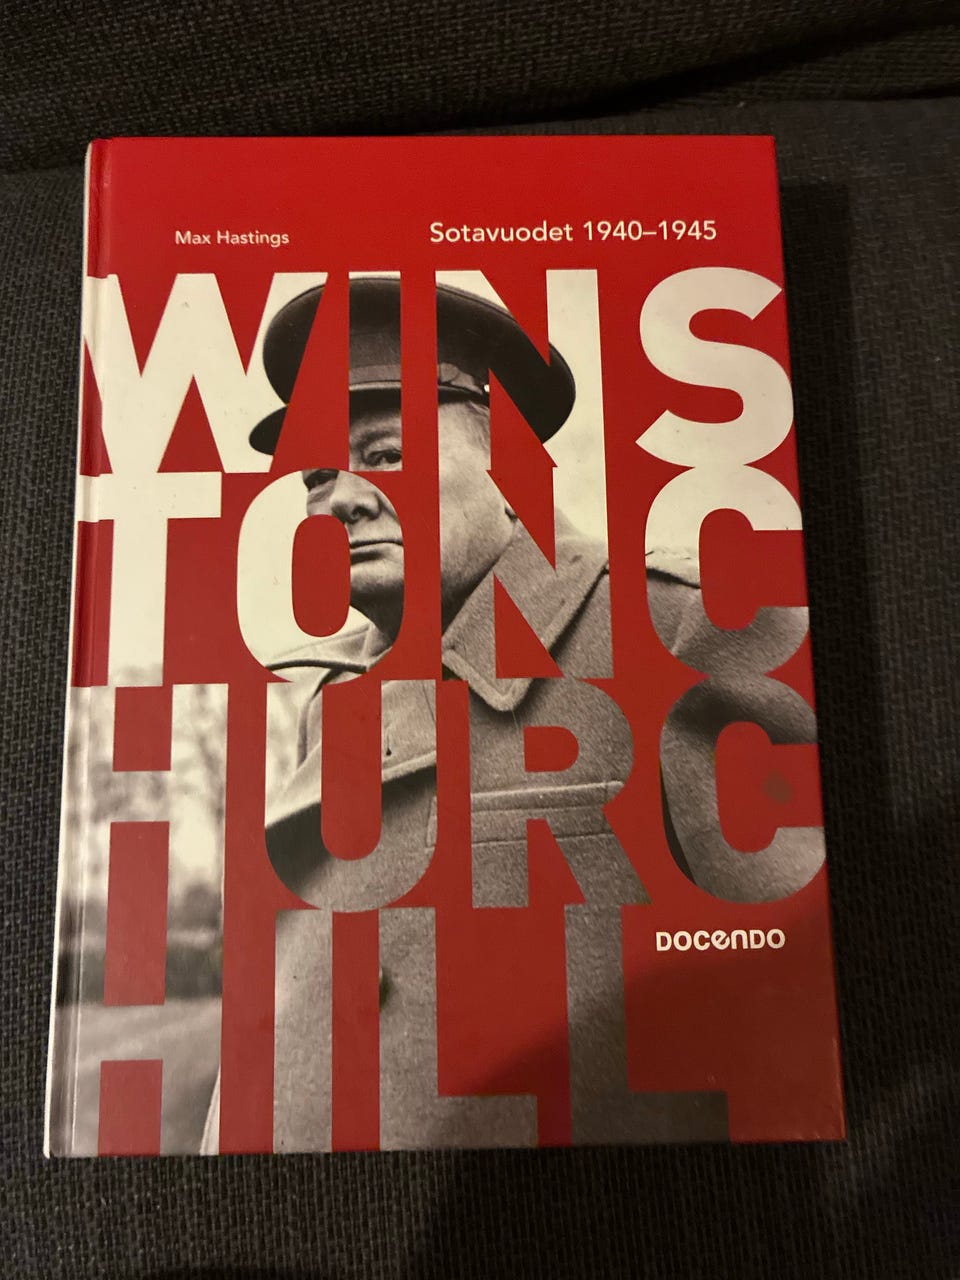 Max Hastings
Sotavuodet 1940–1945
WINS
TONC
HURC
HILL
DOCENDO